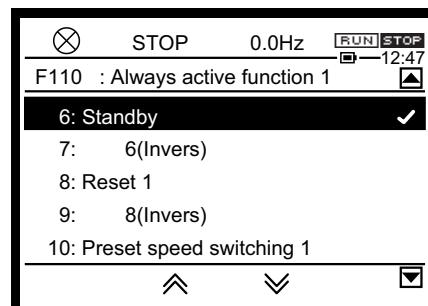 STOP 0.0Hz RUN STOP
12:47
F110 : Always active function 1
6: Standby
7: 6(Invers)
8: Reset 1
9: 8(Invers)
10: Preset speed switching 1